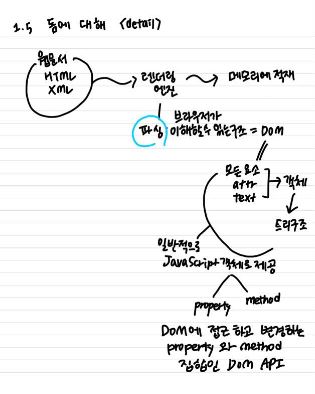 1.5 돔에 대해 (detail)
웹문서
HTML
XML
렌더링
엔진
메모리에 적재
파싱
브라우저가
이해할수 있는구조 = DOM
모든 요소
attr
text
객체
트리구조
일반적으로
JavaScript 객체로 제공
property
method
DOM에 접근하고 변경하는
property 와 method
집합인 DOM API